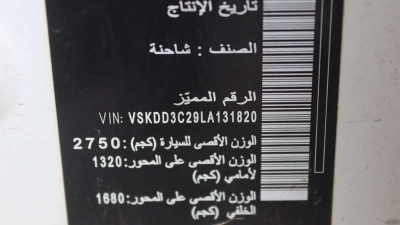 تاريخ الإنتاج
الصنف : شاحنة
الرقم المميّز
VIN: VSKDD3C29LA131820
الوزن الأقصى للسيارة (كجم): 2750
الوزن الأقصى على المحور: 1320
لأمامي (كجم)
الوزن الأقصى على المحور: 1680
الخلفي (كجم)